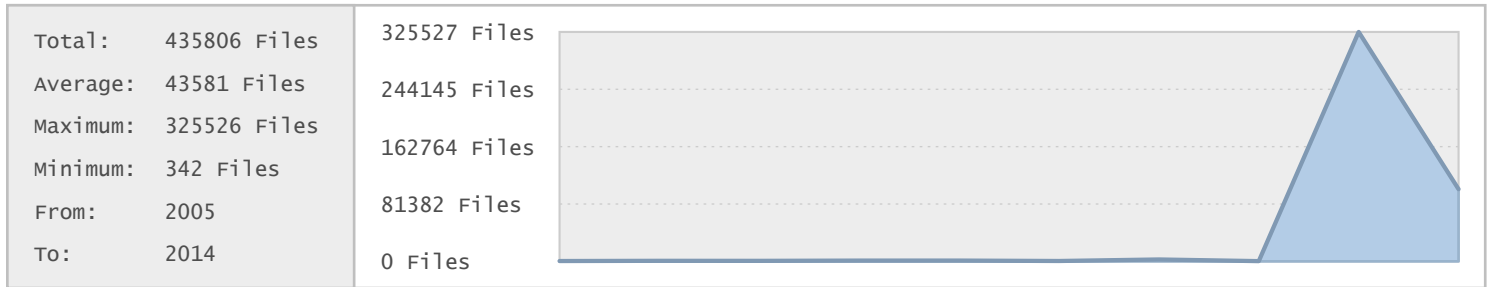 Total: 435806 Files
Average: 43581 Files
Maximum: 325526 Files
Minimum: 342 Files
From: 2005
To: 2014
325527 Files
244145 Files
162764 Files
81382 Files
0 Files